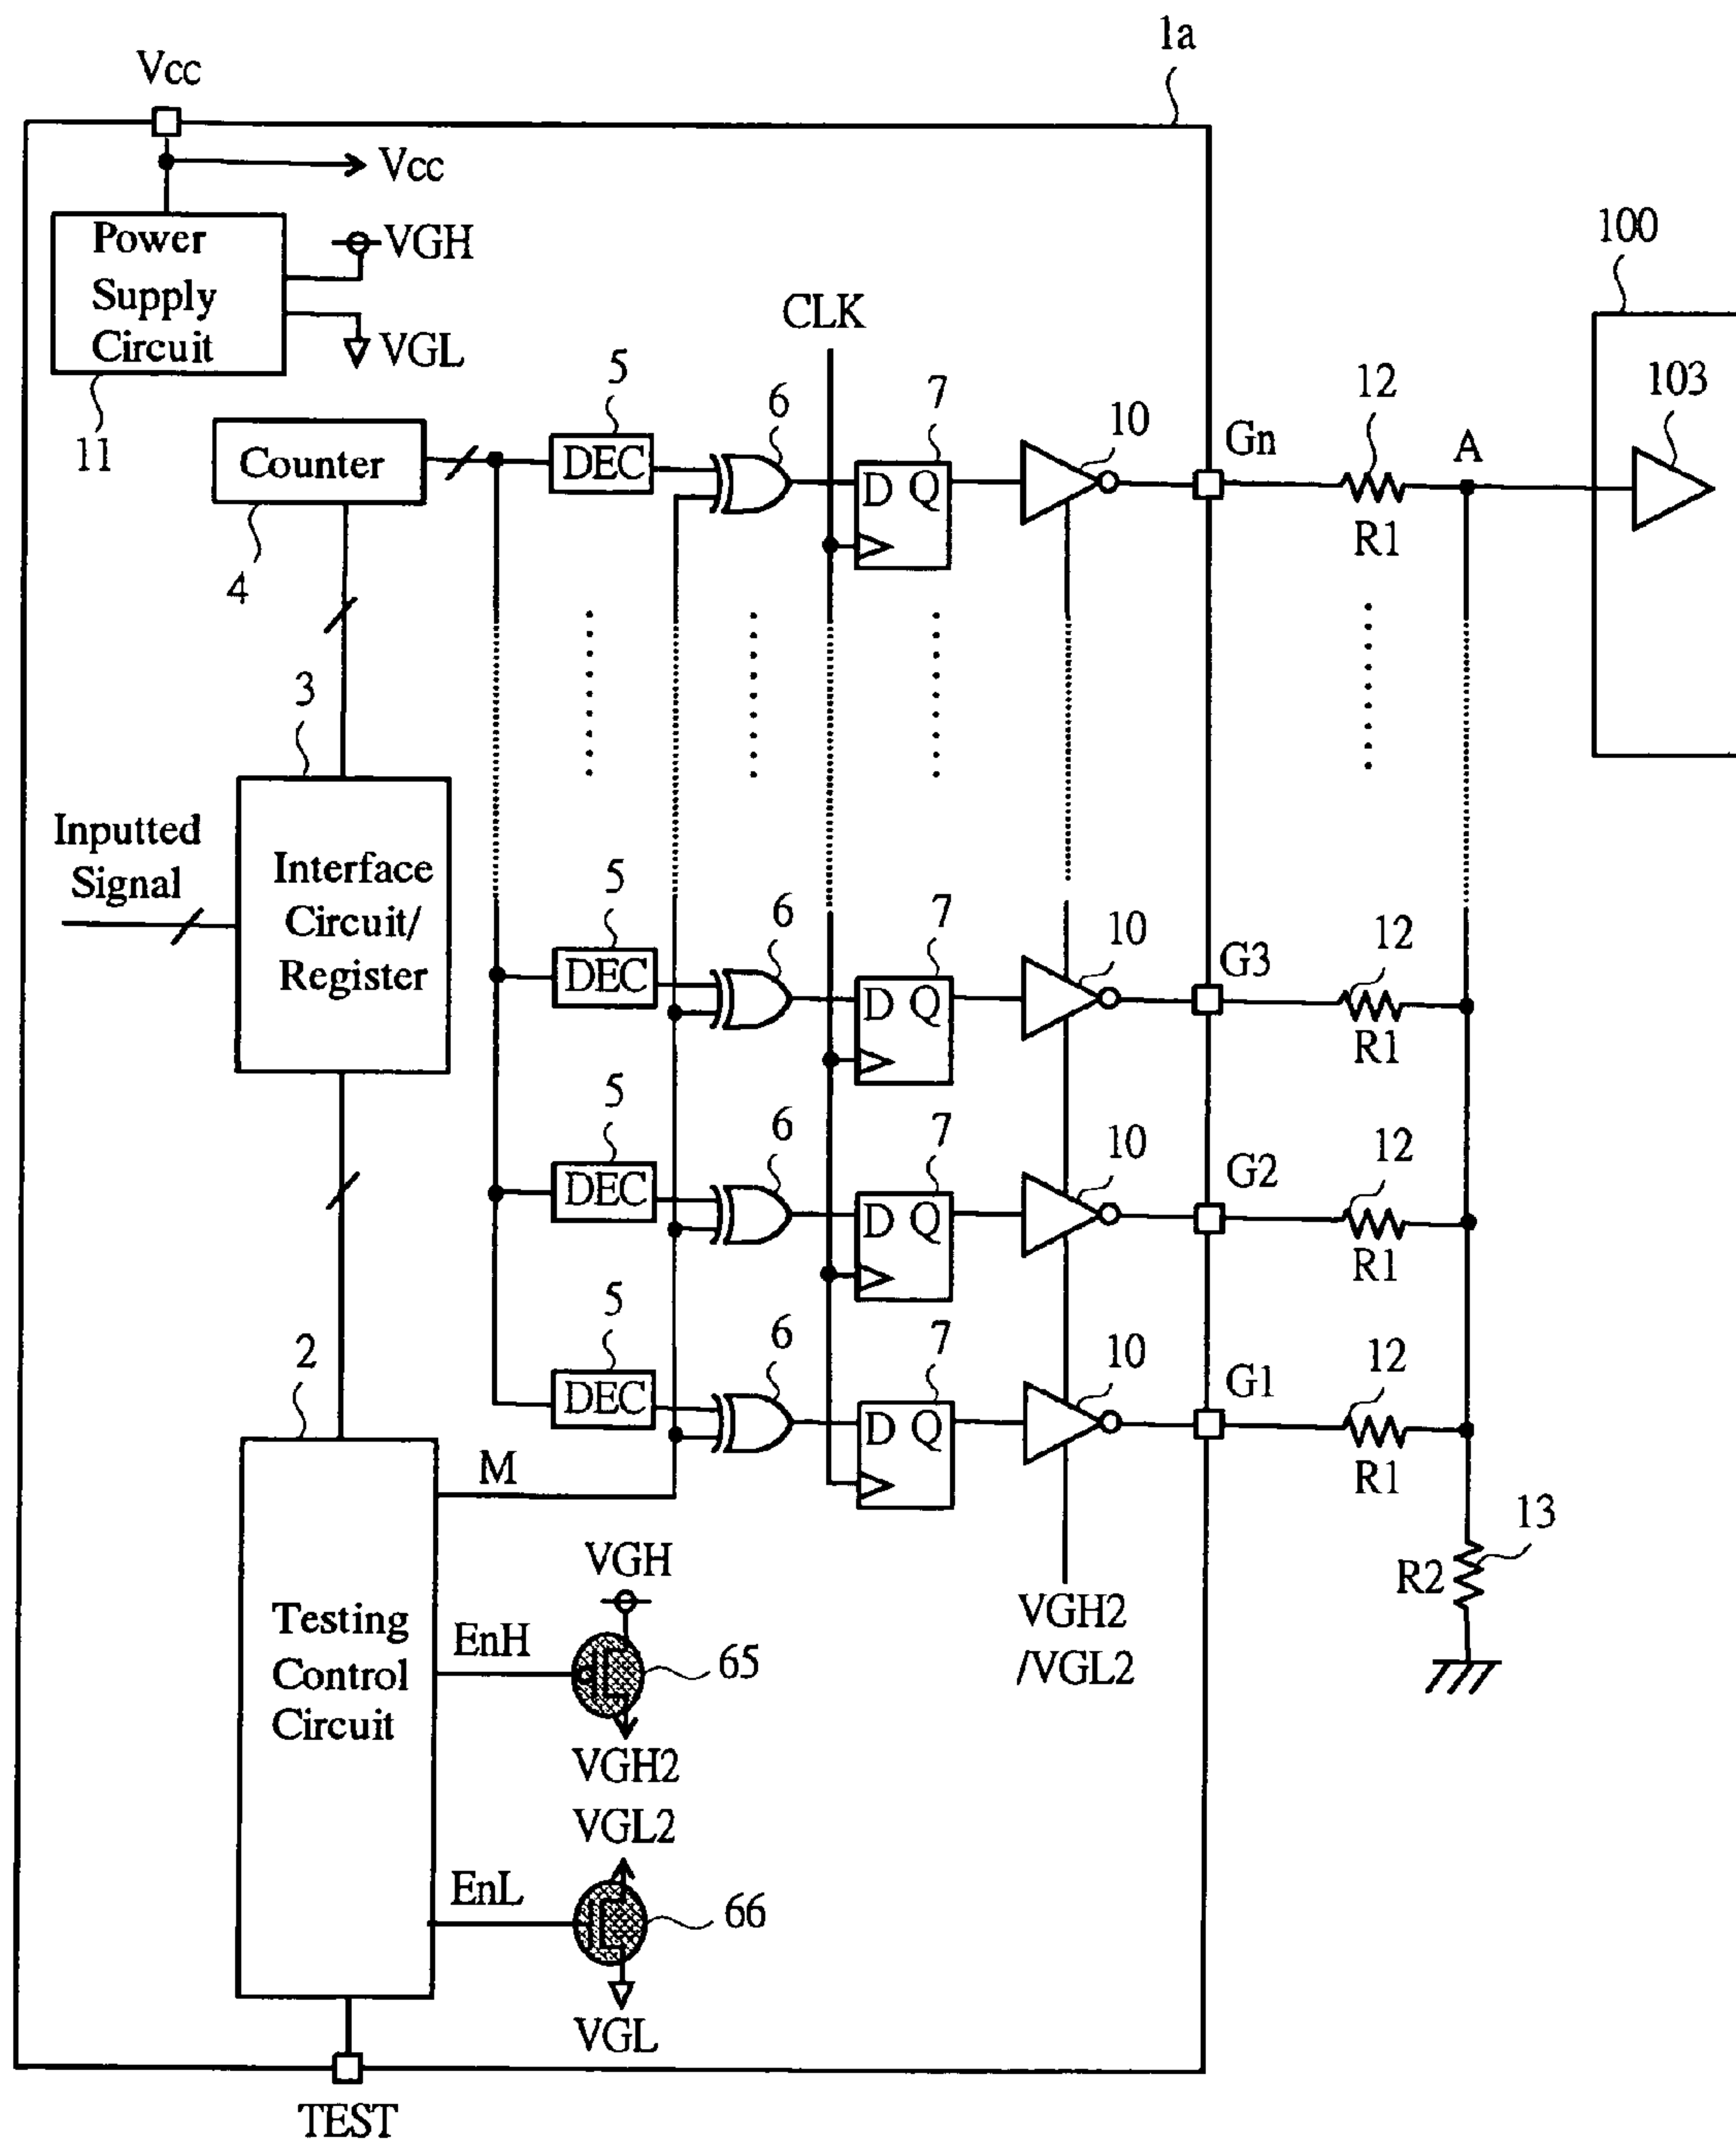 1a
Vcc
Vcc
Power
Supply
Circuit
VGH
VGL
11
100
103
CLK
Counter
4
5
DEC
6
7
D Q
10
Gn
12
R1
A
3
Inputted
Signal
Interface
Circuit/
Register
5
DEC
6
7
D Q
10
G3
12
R1
5
DEC
6
7
D Q
10
G2
12
R1
5
DEC
6
7
D Q
10
G1
12
R1
2
M
Testing
Control
Circuit
VGH
EnH
65
VGH2
VGL2
EnL
66
VGL
VGH2
/VGL2
R2
13
TEST